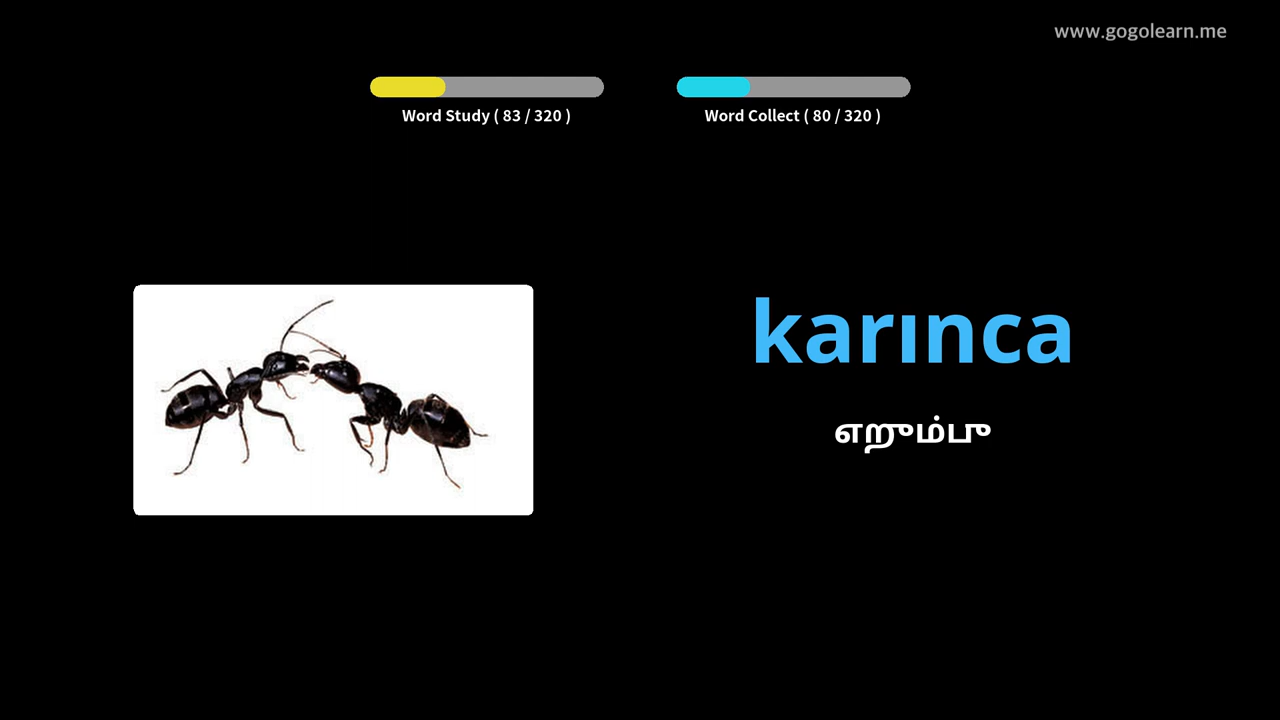 www.gogolearn.me
Word Study ( 83 / 320 )
Word Collect ( 80 / 320 )
karınca
எறும்பு